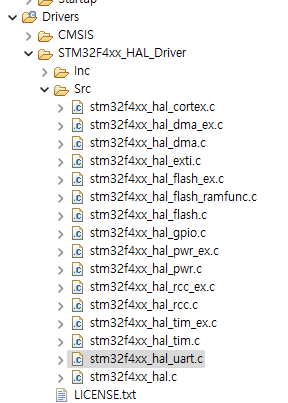 Startup
Drivers
CMSIS
STM32F4xx_HAL_Driver
Inc
Src
stm32f4xx_hal_cortex.c
stm32f4xx_hal_dma_ex.c
stm32f4xx_hal_dma.c
stm32f4xx_hal_exti.c
stm32f4xx_hal_flash_ex.c
stm32f4xx_hal_flash_ramfunc.c
stm32f4xx_hal_flash.c
stm32f4xx_hal_gpio.c
stm32f4xx_hal_pwr_ex.c
stm32f4xx_hal_pwr.c
stm32f4xx_hal_rcc_ex.c
stm32f4xx_hal_rcc.c
stm32f4xx_hal_tim_ex.c
stm32f4xx_hal_tim.c
stm32f4xx_hal_uart.c
stm32f4xx_hal.c
LICENSE.txt